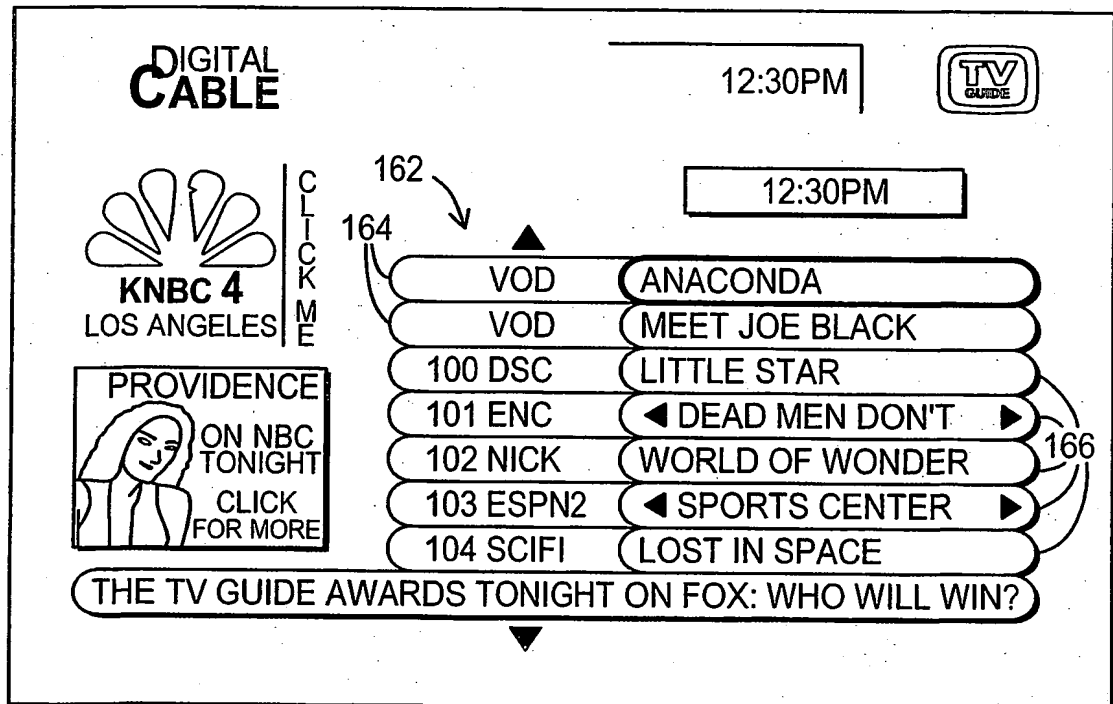 DIGITAL
CABLE
12:30PM
TV
GUIDE
162
12:30PM
CLICK ME
164
KNBC 4
LOS ANGELES
VOD ANACONDA
VOD MEET JOE BLACK
100 DSC LITTLE STAR
101 ENC ◀ DEAD MEN DON'T ▶
166
102 NICK WORLD OF WONDER
103 ESPN2 ◀ SPORTS CENTER ▶
104 SCIFI LOST IN SPACE
PROVIDENCE
ON NBC
TONIGHT
CLICK
FOR MORE
THE TV GUIDE AWARDS TONIGHT ON FOX: WHO WILL WIN?